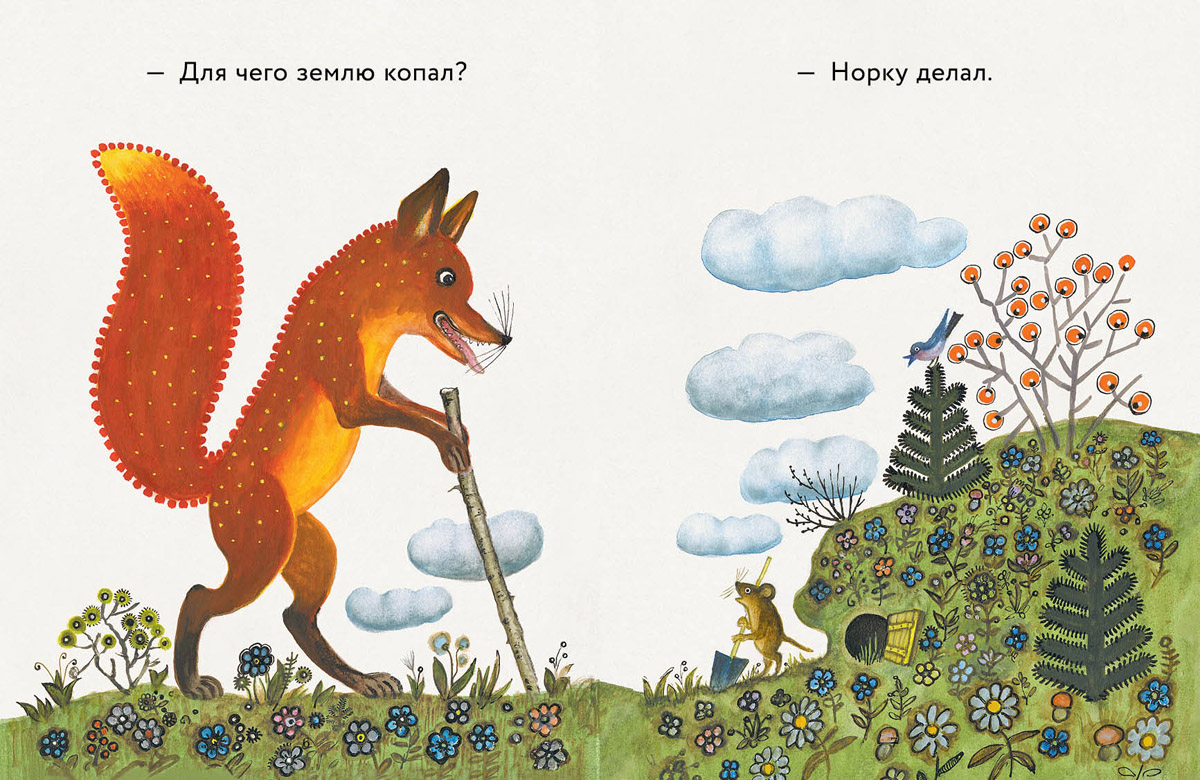 — Для чего землю копал?
— Норку делал.